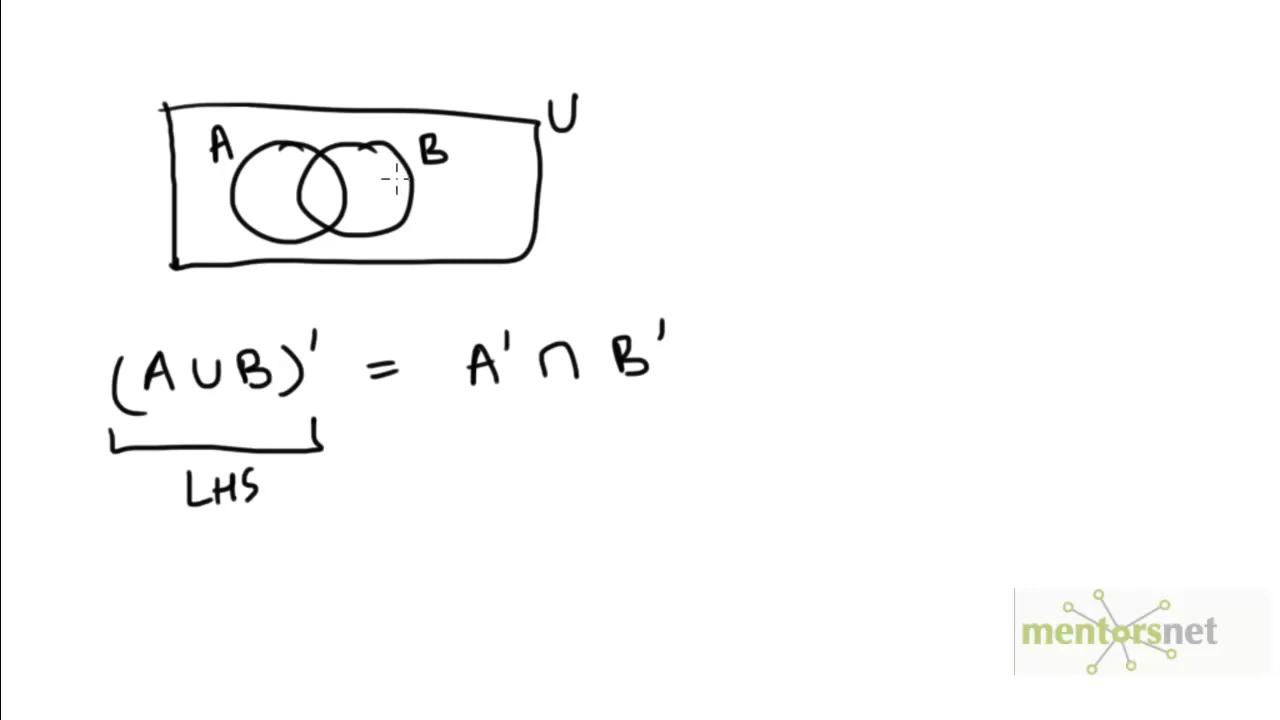 U
A B
(A∪B)' = A' ∩ B'
LHS
mentorsnet